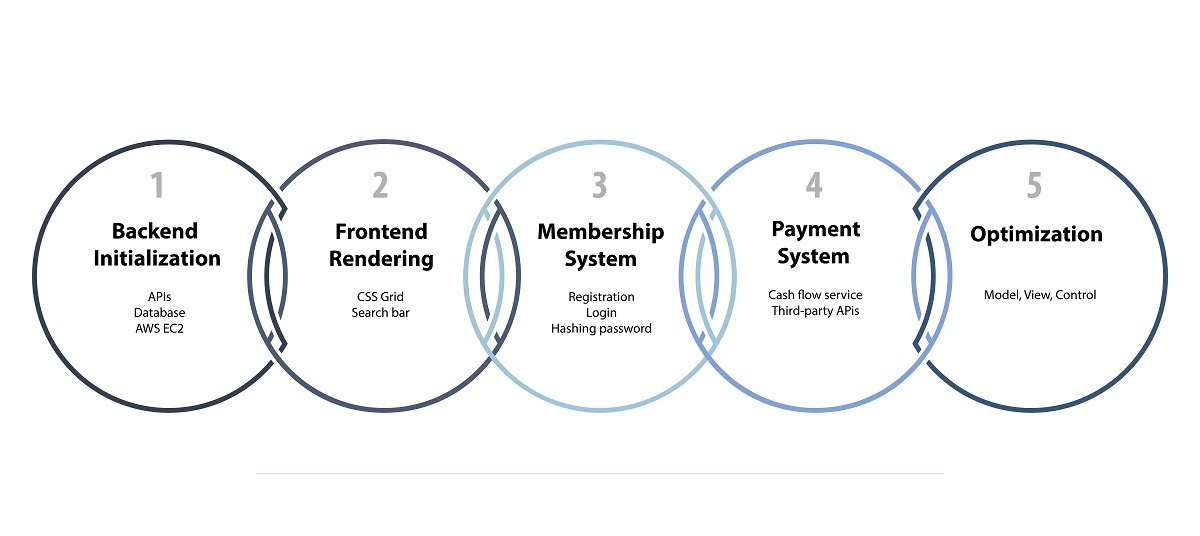 1
Backend
Initialization
APIs
Database
AWS EC2
2
Frontend
Rendering
CSS Grid
Search bar
3
Membership
System
Registration
Login
Hashing password
4
Payment
System
Cash flow service
Third-party APIs
5
Optimization
Model, View, Control